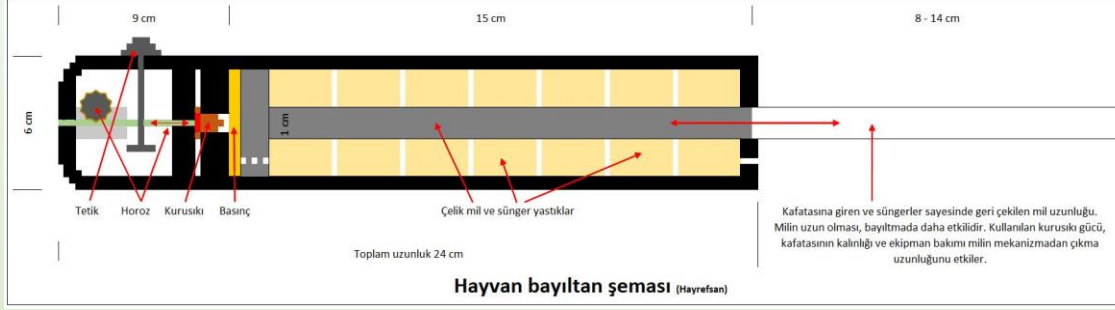 9 cm
15 cm
8 - 14 cm
6 cm
1 cm
Tetik
Horoz
Kurusıkı
Basınç
Çelik mil ve sünger yastıklar
Kafatasına giren ve süngerler sayesinde geri çekilen mil uzunluğu.
Milin uzun olması, bayıltmada daha etkilidir. Kullanılan kurusıkı gücü,
kafatasının kalınlığı ve ekipman bakımı milin mekanizmadan çıkma
uzunluğunu etkiler.
Toplam uzunluk 24 cm
Hayvan bayıltan şeması (Hayrefsan)